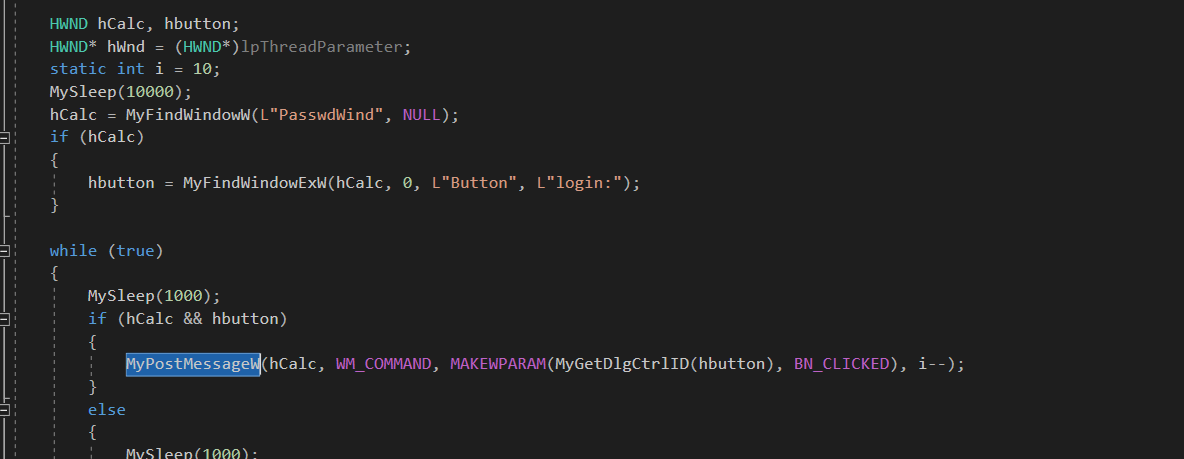 HWND hCalc, hbutton;
HWND* hWnd = (HWND*)lpThreadParameter;
static int i = 10;
MySleep(10000);
hCalc = MyFindWindowW(L"PasswdWind", NULL);
if (hCalc)
{
hbutton = MyFindWindowExW(hCalc, 0, L"Button", L"login:");
}
while (true)
{
MySleep(1000);
if (hCalc && hbutton)
{
MyPostMessageW(hCalc, WM_COMMAND, MAKEWPARAM(MyGetDlgCtrlID(hbutton), BN_CLICKED), i--);
}
else
{
MySleep(1000);